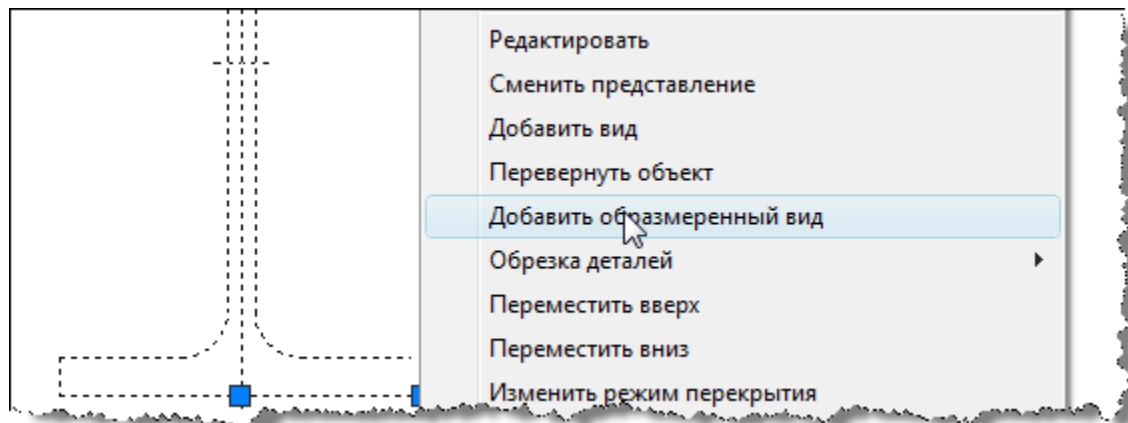 Редактировать
Сменить представление
Добавить вид
Перевернуть объект
Добавить образмеренный вид
Обрезка деталей
Переместить вверх
Переместить вниз
Изменить режим перекрытия